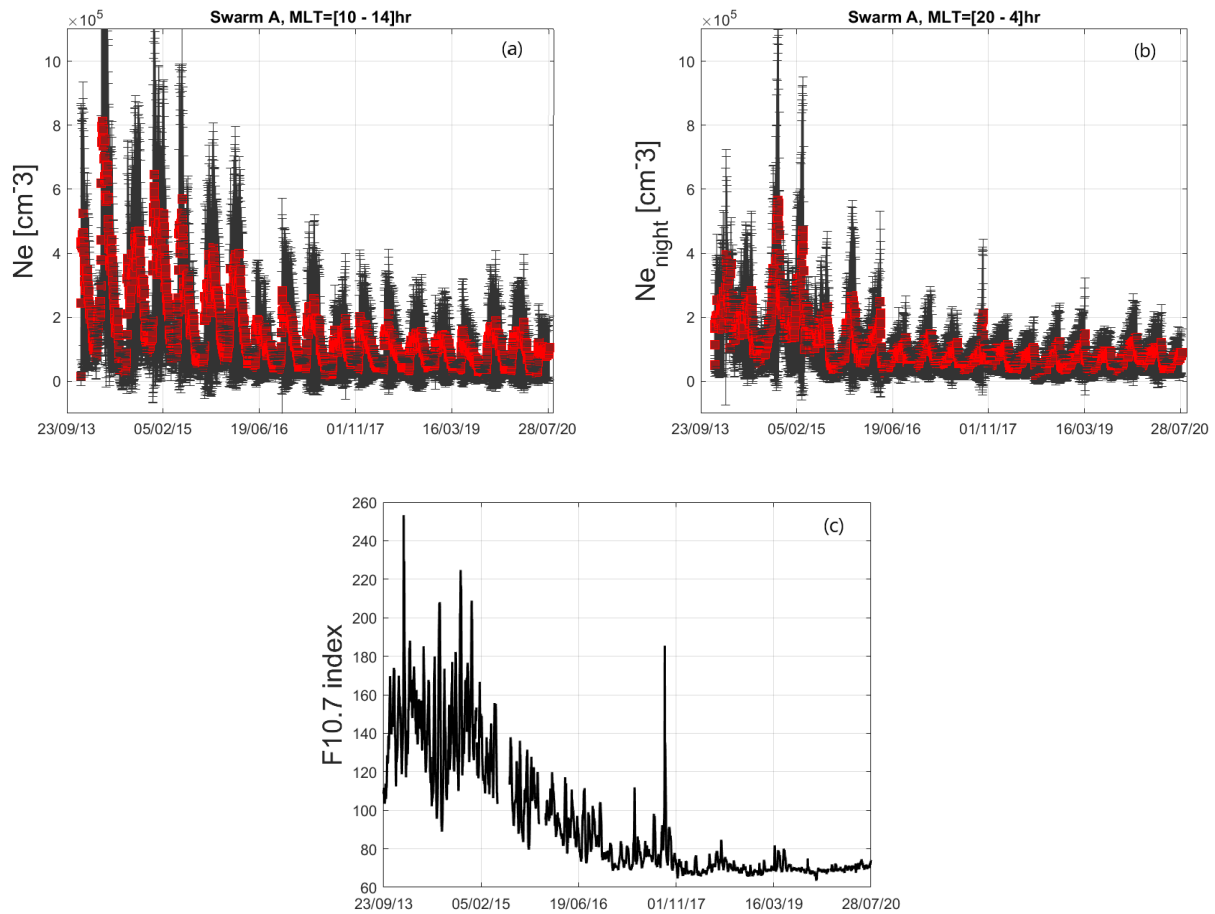 Swarm A, MLT=[10 - 14]hr
×10⁵
(a)
Ne [cm⁻3]
10
8
6
4
2
0
23/09/13 05/02/15 19/06/16 01/11/17 16/03/19 28/07/20
Swarm A, MLT=[20 - 4]hr
×10⁵
(b)
Ne_night [cm⁻3]
10
8
6
4
2
0
23/09/13 05/02/15 19/06/16 01/11/17 16/03/19 28/07/20
(c)
F10.7 index
260
240
220
200
180
160
140
120
100
80
60
23/09/13 05/02/15 19/06/16 01/11/17 16/03/19 28/07/20